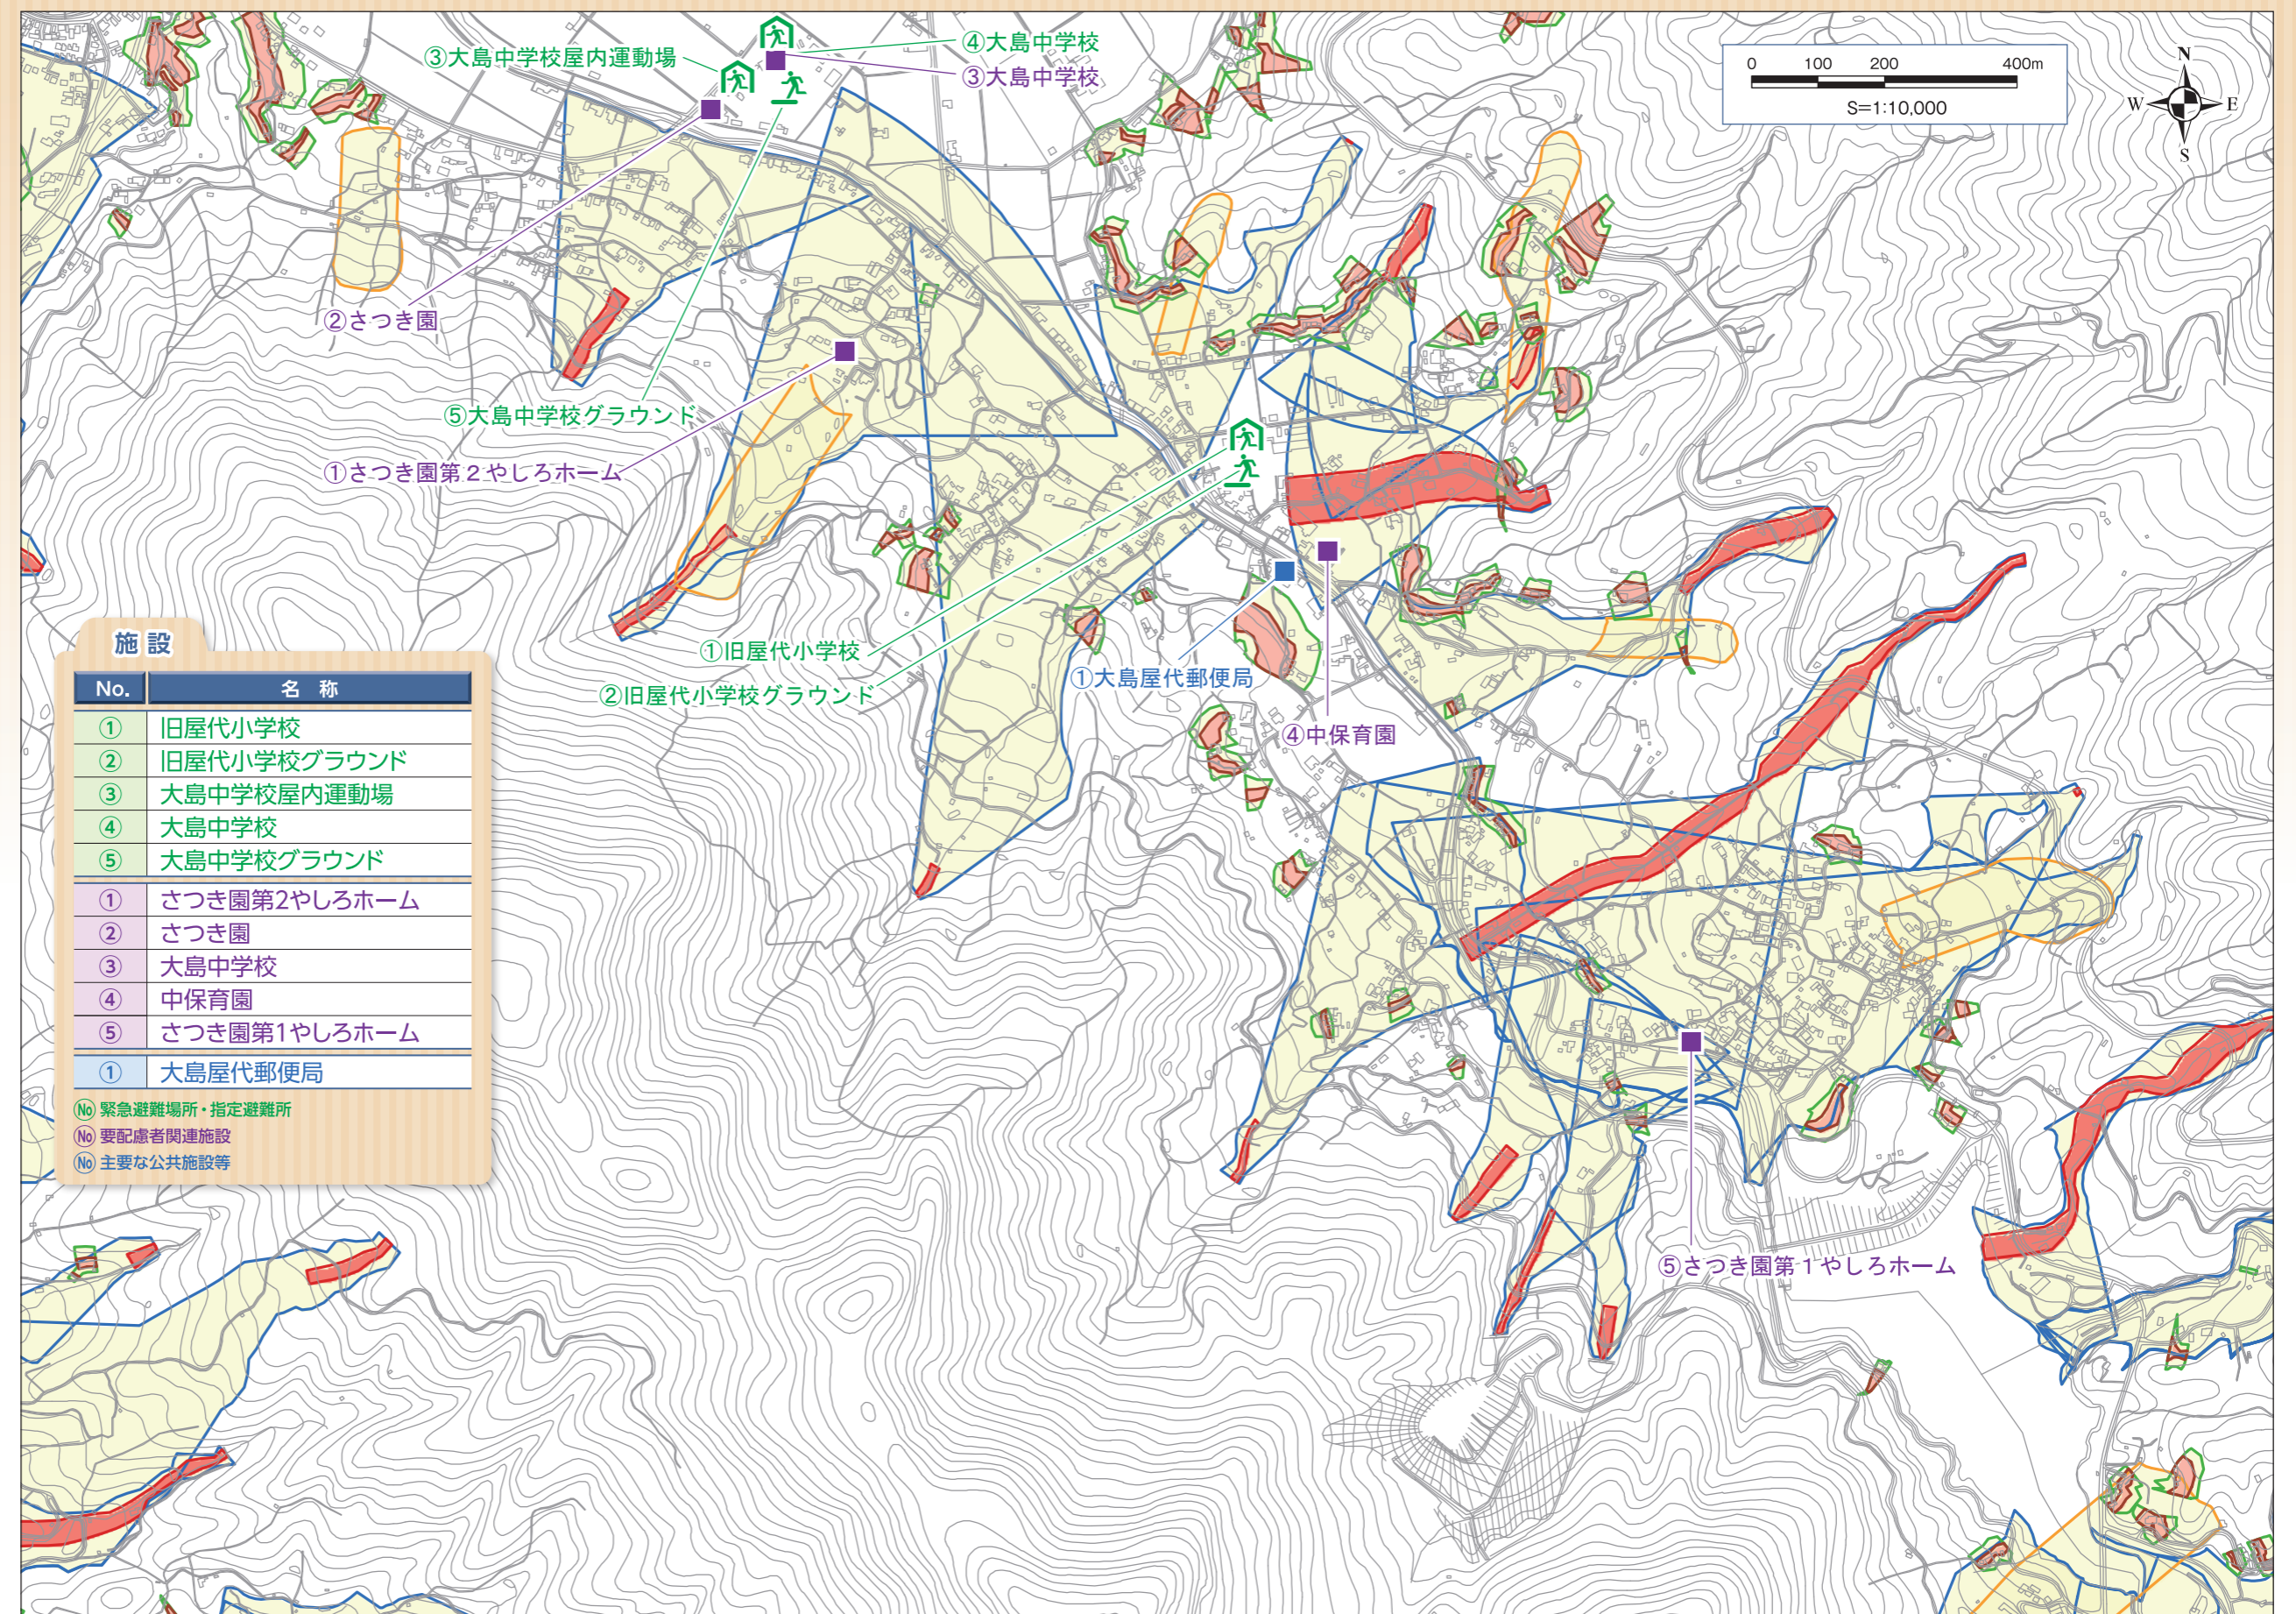 ③大島中学校屋内運動場
④大島中学校
③大島中学校
0 100 200 400m
S=1:10,000
N
W E
S
②さつき園
⑤大島中学校グラウンド
①さつき園第２やしろホーム
①旧屋代小学校
②旧屋代小学校グラウンド
①大島屋代郵便局
④中保育園
⑤さつき園第１やしろホーム
施設
No. 名称
① 旧屋代小学校
② 旧屋代小学校グラウンド
③ 大島中学校屋内運動場
④ 大島中学校
⑤ 大島中学校グラウンド
① さつき園第2やしろホーム
② さつき園
③ 大島中学校
④ 中保育園
⑤ さつき園第1やしろホーム
① 大島屋代郵便局
No 緊急避難場所・指定避難所
No 要配慮者関連施設
No 主要な公共施設等